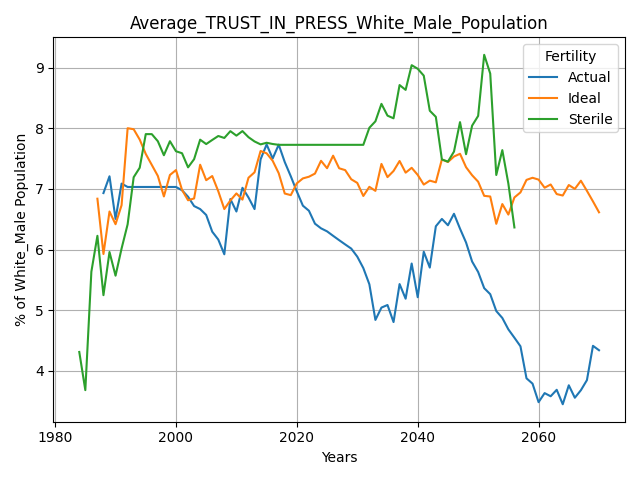 Average_TRUST_IN_PRESS_White_Male_Population
% of White_Male Population
9
8
7
6
5
4
1980 2000 2020 2040 2060
Years
Fertility
Actual
Ideal
Sterile